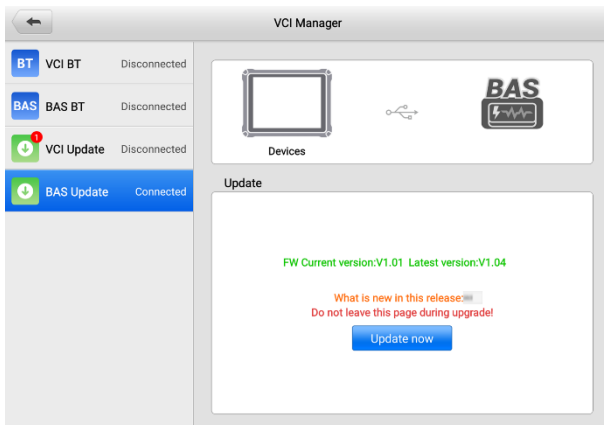 VCI Manager
BT VCI BT Disconnected
BAS BAS BT Disconnected
1
VCI Update Disconnected
BAS Update Connected
BAS
Devices
Update
FW Current version:V1.01 Latest version:V1.04
What is new in this release:
Do not leave this page during upgrade!
Update now